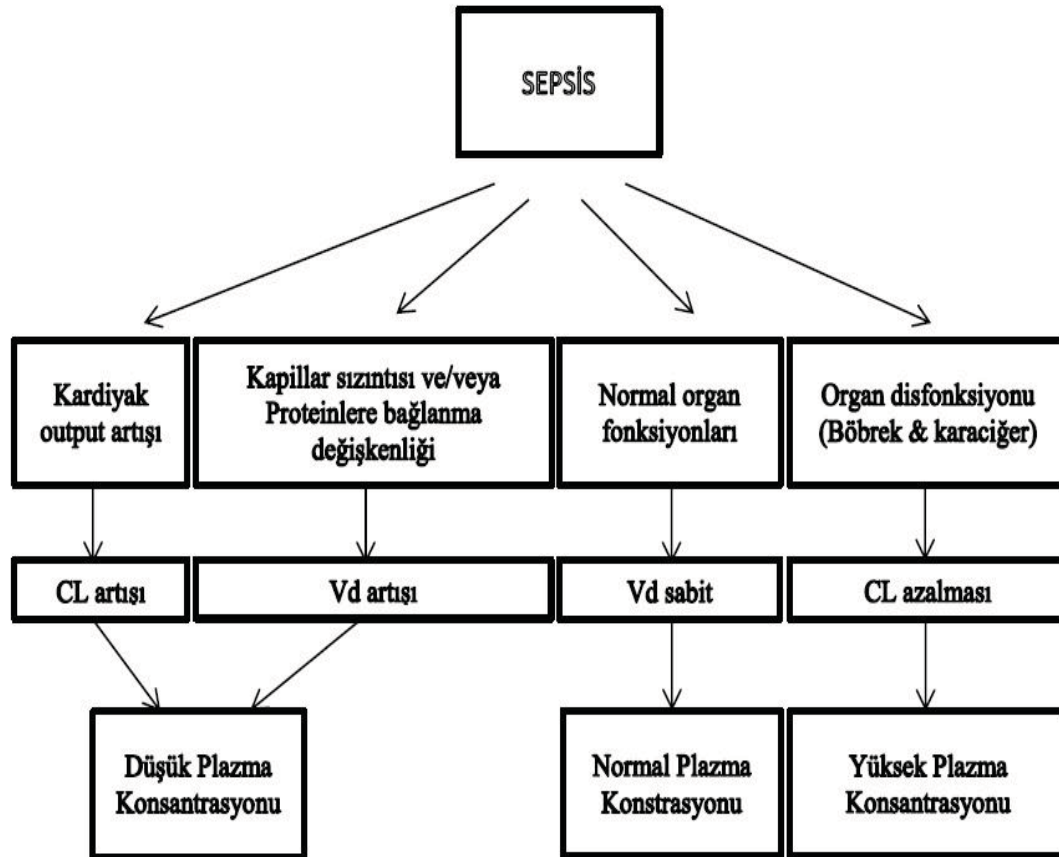 SEPSİS
Kardiyak
output artışı
Kapillar sızıntısı ve/veya
Proteinlere bağlanma
değişkenliği
Normal organ
fonksiyonları
Organ disfonksiyonu
(Böbrek & karaciğer)
CL artışı
Vd artışı
Vd sabit
CL azalması
Düşük Plazma
Konsantrasyonu
Normal Plazma
Konstrasyonu
Yüksek Plazma
Konsantrasyonu